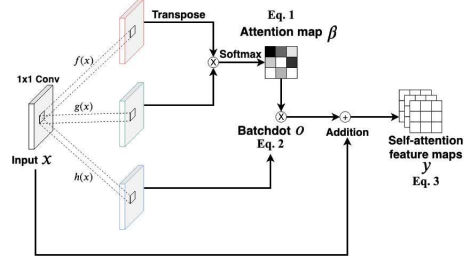 Transpose
Eq. 1
Attention map β
Softmax
1x1 Conv
f(x)
g(x)
h(x)
Input x
Batchdot o
Eq. 2
Addition
Self-attention
feature maps
y
Eq. 3